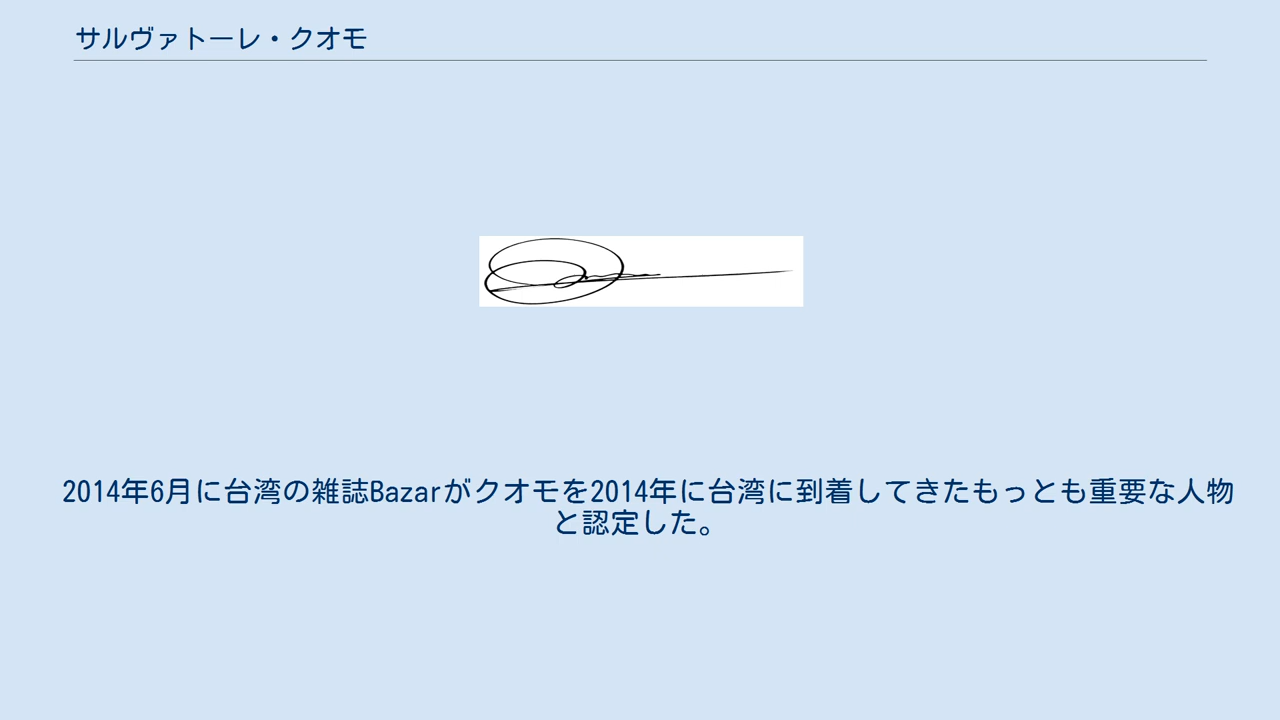 サルヴァトーレ・クオモ
2014年6月に台湾の雑誌Bazarがクオモを2014年に台湾に到着してきたもっとも重要な人物
と認定した。